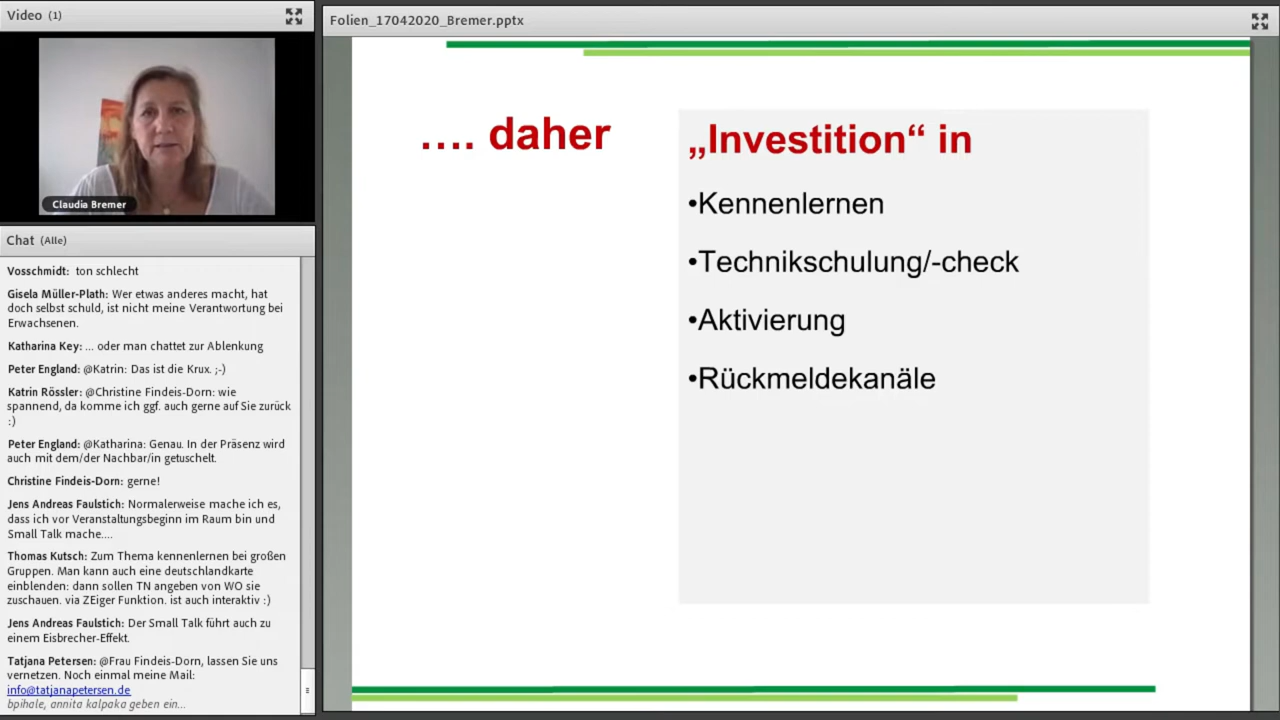 Video (1)
Claudia Bremer
Chat (Alle)
Vosschmidt: ton schlecht
Gisela Müller-Plath: Wer etwas anderes macht, hat
doch selbst schuld, ist nicht meine Verantwortung bei
Erwachsenen.
Katharina Key: ... oder man chattet zur Ablenkung
Peter England: @Katrin: Das ist die Krux. ;-)
Katrin Rössler: @Christine Findeis-Dorn: wie
spannend, da komme ich ggf. auch gerne auf Sie zurück
:)
Peter England: @Katharina: Genau. In der Präsenz wird
auch mit dem/der Nachbar/in getuschelt.
Christine Findeis-Dorn: gerne!
Jens Andreas Faulstich: Normalerweise mache ich es,
dass ich vor Veranstaltungsbeginn im Raum bin und
Small Talk mache....
Thomas Kutsch: Zum Thema kennenlernen bei großen
Gruppen. Man kann auch eine deutschlandkarte
einblenden: dann sollen TN angeben von WO sie
zuschauen. via ZEiger Funktion. ist auch interaktiv :)
Jens Andreas Faulstich: Der Small Talk führt auch zu
einem Eisbrecher-Effekt.
Tatjana Petersen: @Frau Findeis-Dorn, lassen Sie uns
vernetzen. Noch einmal meine Mail:
info@tatjanapetersen.de
bpihale, annita kalpaka geben ein...
Folien_17042020_Bremer.pptx
…. daher
„Investition“ in
•Kennenlernen
•Technikschulung/-check
•Aktivierung
•Rückmeldekanäle